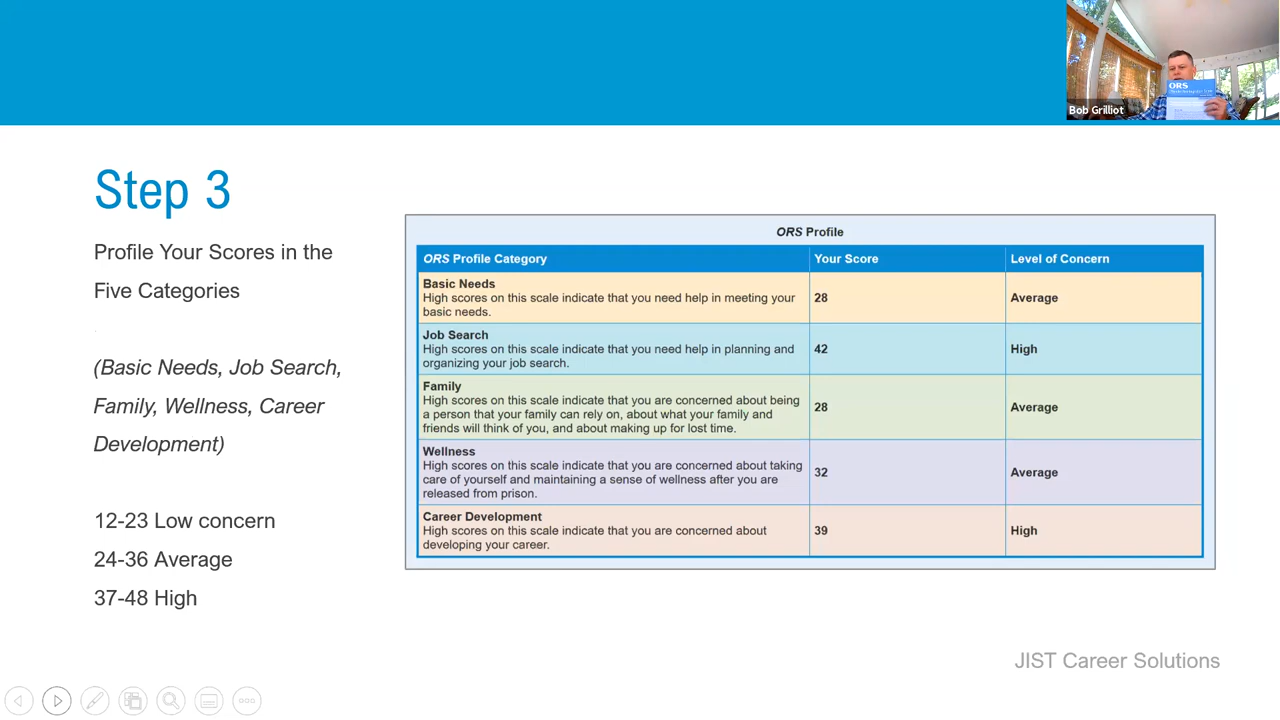 Bob Grilliot
ORS
Step 3
Profile Your Scores in the
Five Categories
(Basic Needs, Job Search,
Family, Wellness, Career
Development)
12-23 Low concern
24-36 Average
37-48 High
ORS Profile
ORS Profile Category Your Score Level of Concern
Basic Needs
High scores on this scale indicate that you need help in meeting your
basic needs.
28 Average
Job Search
High scores on this scale indicate that you need help in planning and
organizing your job search.
42 High
Family
High scores on this scale indicate that you are concerned about being
a person that your family can rely on, about what your family and
friends will think of you, and about making up for lost time.
28 Average
Wellness
High scores on this scale indicate that you are concerned about taking
care of yourself and maintaining a sense of wellness after you are
released from prison.
32 Average
Career Development
High scores on this scale indicate that you are concerned about
developing your career.
39 High
JIST Career Solutions